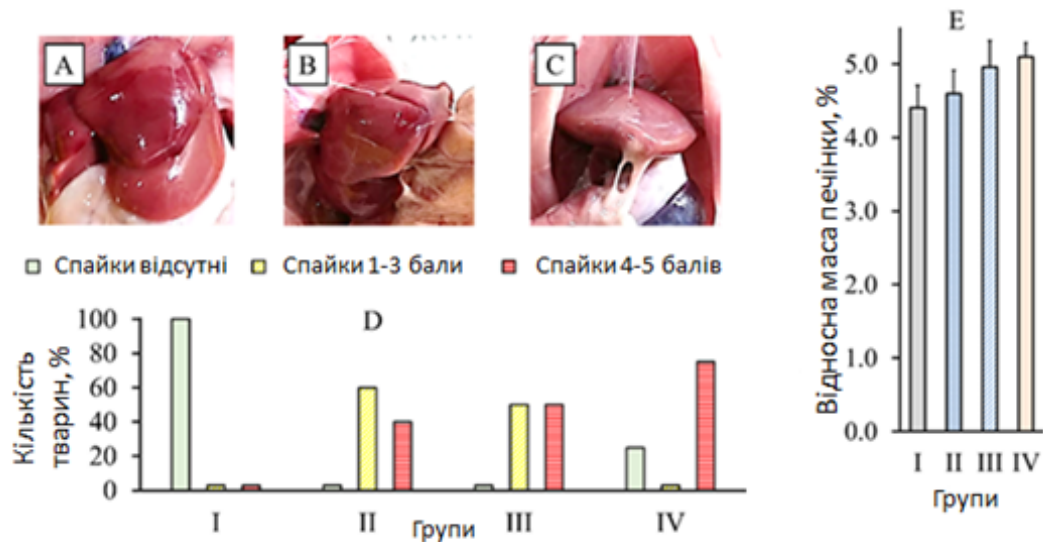 A
B
C
Спайки відсутні
Спайки 1-3 бали
Спайки 4-5 балів
D
Кількість
тварин, %
100
80
60
40
20
0
I
II
III
IV
Групи
E
Відносна маса печінки, %
5.0
4.0
3.0
2.0
1.0
0.0
I
II
III
IV
Групи